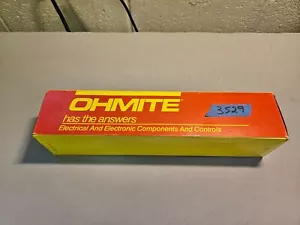 OHMITE®
3529
has the answers
Electrical And Electronic Components And Controls